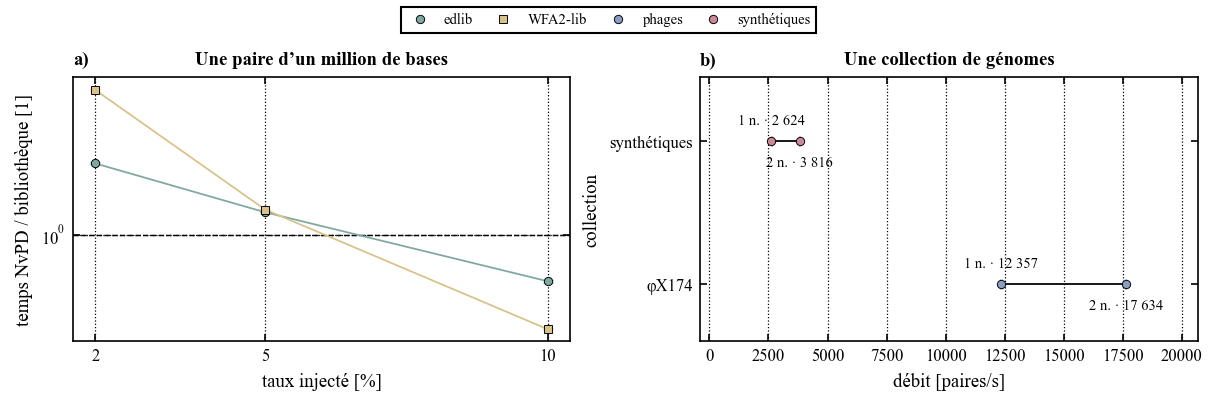 edlib WFA2-lib phages synthétiques
a) Une paire d’un million de bases
temps NvPD / bibliothèque [1]
10⁰
2 5 10
taux injecté [%]
b) Une collection de génomes
collection
synthétiques
φX174
1 n. · 2 624
2 n. · 3 816
1 n. · 12 357
2 n. · 17 634
0 2500 5000 7500 10000 12500 15000 17500 20000
débit [paires/s]